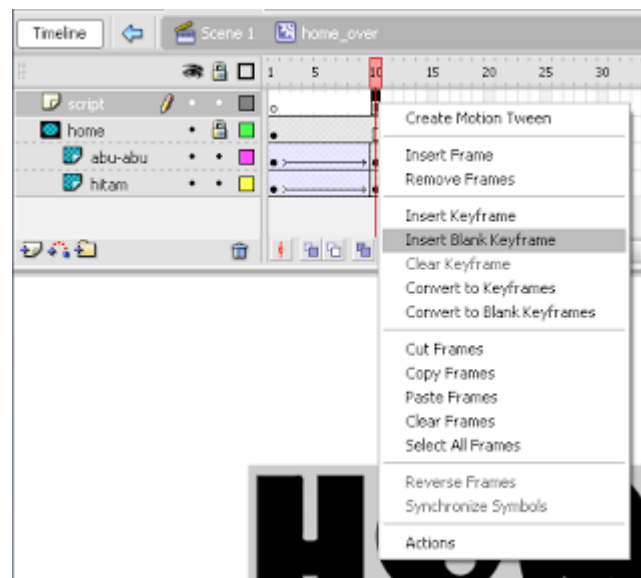 Timeline Scene 1 home_over
1 5 10 15 20 25 30
script
home
abu-abu
hitam
Create Motion Tween
Insert Frame
Remove Frames
Insert Keyframe
Insert Blank Keyframe
Clear Keyframe
Convert to Keyframes
Convert to Blank Keyframes
Cut Frames
Copy Frames
Paste Frames
Clear Frames
Select All Frames
Reverse Frames
Synchronize Symbols
Actions